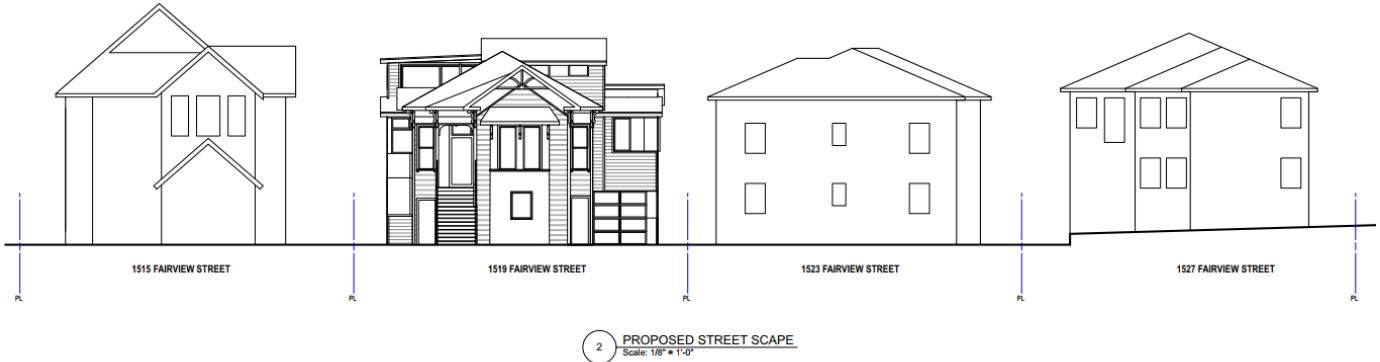 1515 FAIRVIEW STREET
1519 FAIRVIEW STREET
1523 FAIRVIEW STREET
1527 FAIRVIEW STREET
PL
PL
PL
PL
PL
2
PROPOSED STREET SCAPE
Scale: 1/8" = 1'-0"